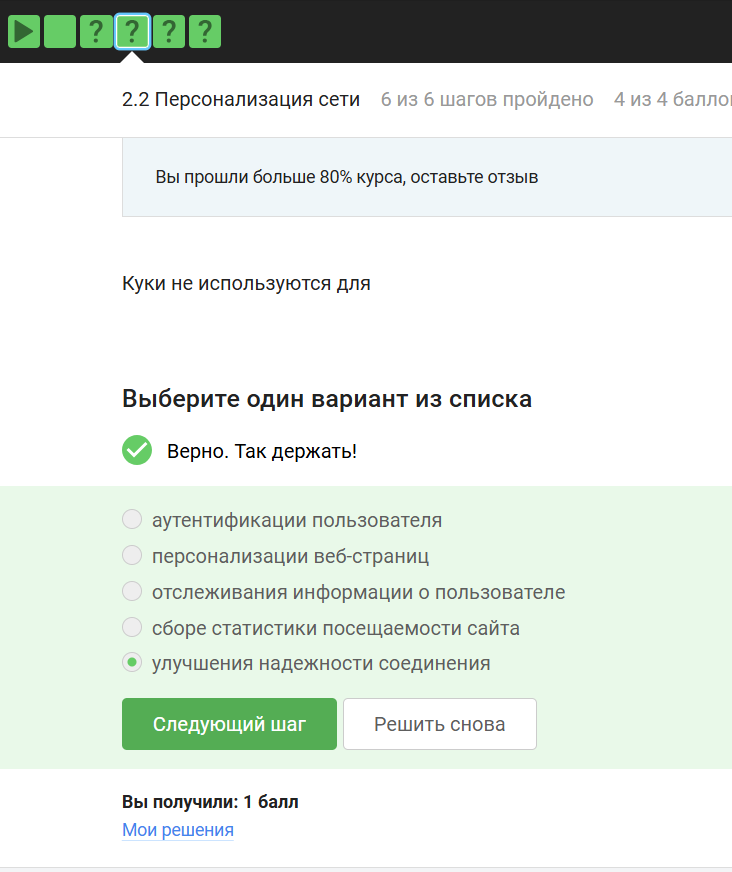 ? ? ? ?
2.2 Персонализация сети 6 из 6 шагов пройдено 4 из 4
Вы прошли больше 80% курса, оставьте отзыв
Куки не используются для
Выберите один вариант из списка
Верно. Так держать!
аутентификации пользователя
персонализации веб-страниц
отслеживания информации о пользователе
сборе статистики посещаемости сайта
улучшения надежности соединения
Следующий шаг Решить снова
Вы получили: 1 балл
Мои решения